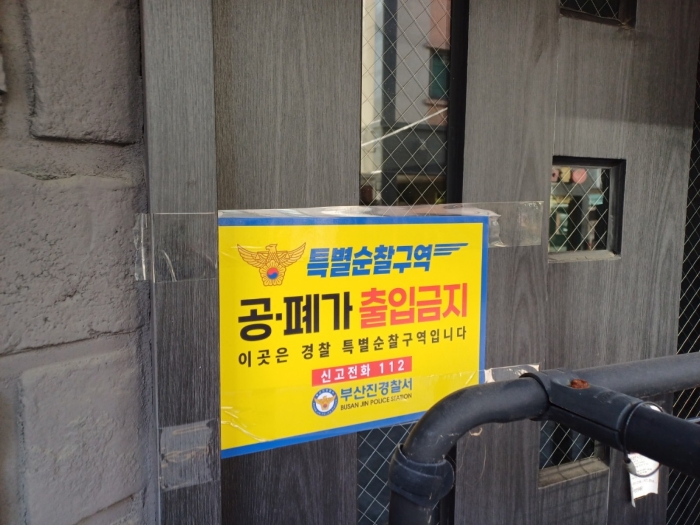 특별순찰구역
공·폐가 출입금지
이곳은 경찰 특별순찰구역입니다
신고전화 112
부산진경찰서
BUSAN JIN POLICE STATION